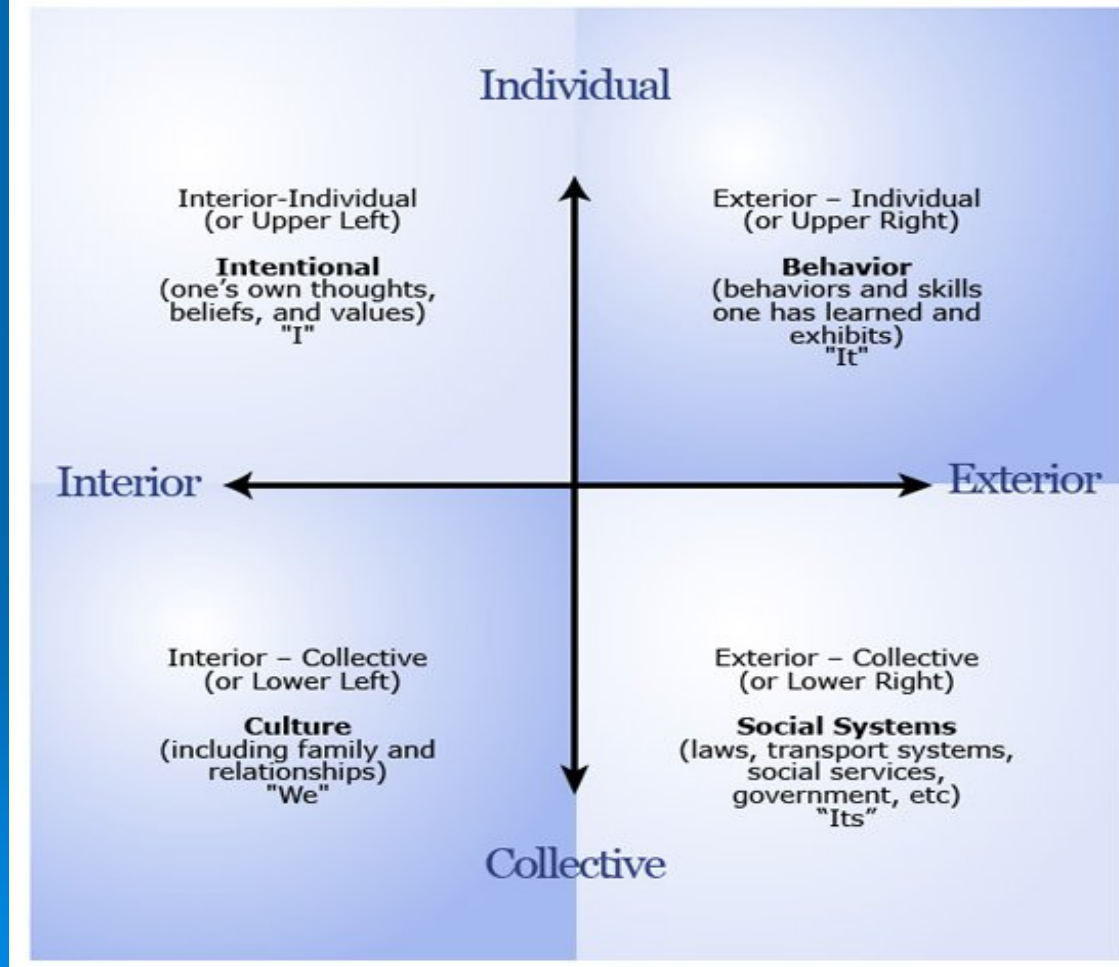 Individual
Interior-Individual
(or Upper Left)
Intentional
(one's own thoughts,
beliefs, and values)
"I"
Exterior – Individual
(or Upper Right)
Behavior
(behaviors and skills
one has learned and
exhibits)
"It"
Interior
Exterior
Interior – Collective
(or Lower Left)
Culture
(including family and
relationships)
"We"
Exterior – Collective
(or Lower Right)
Social Systems
(laws, transport systems,
social services,
government, etc)
“Its”
Collective